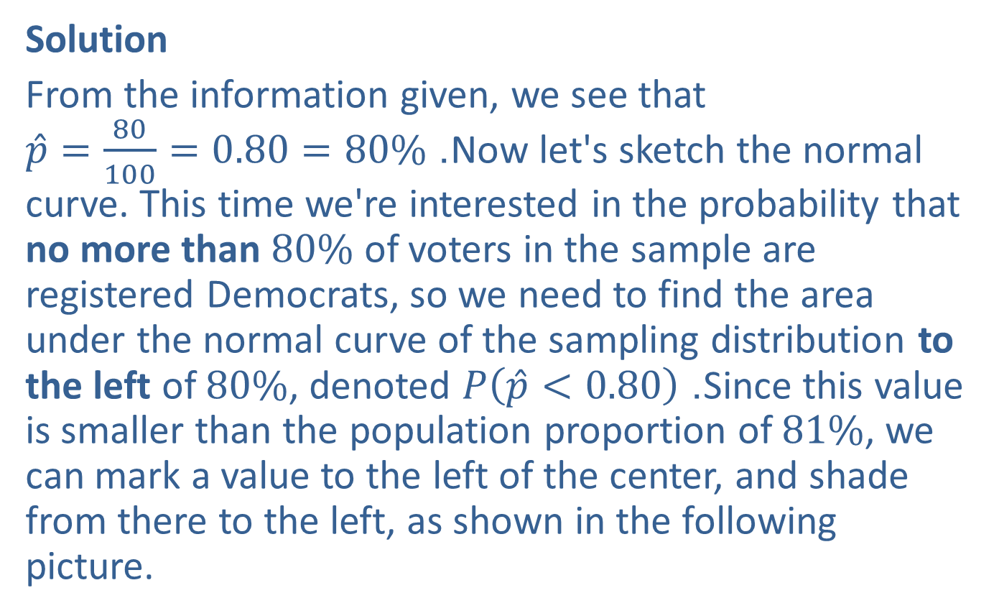 Solution
From the information given, we see that
p̂ = 80/100 = 0.80 = 80% .Now let's sketch the normal
curve. This time we're interested in the probability that
no more than 80% of voters in the sample are
registered Democrats, so we need to find the area
under the normal curve of the sampling distribution to
the left of 80%, denoted P(p̂ < 0.80) .Since this value
is smaller than the population proportion of 81%, we
can mark a value to the left of the center, and shade
from there to the left, as shown in the following
picture.